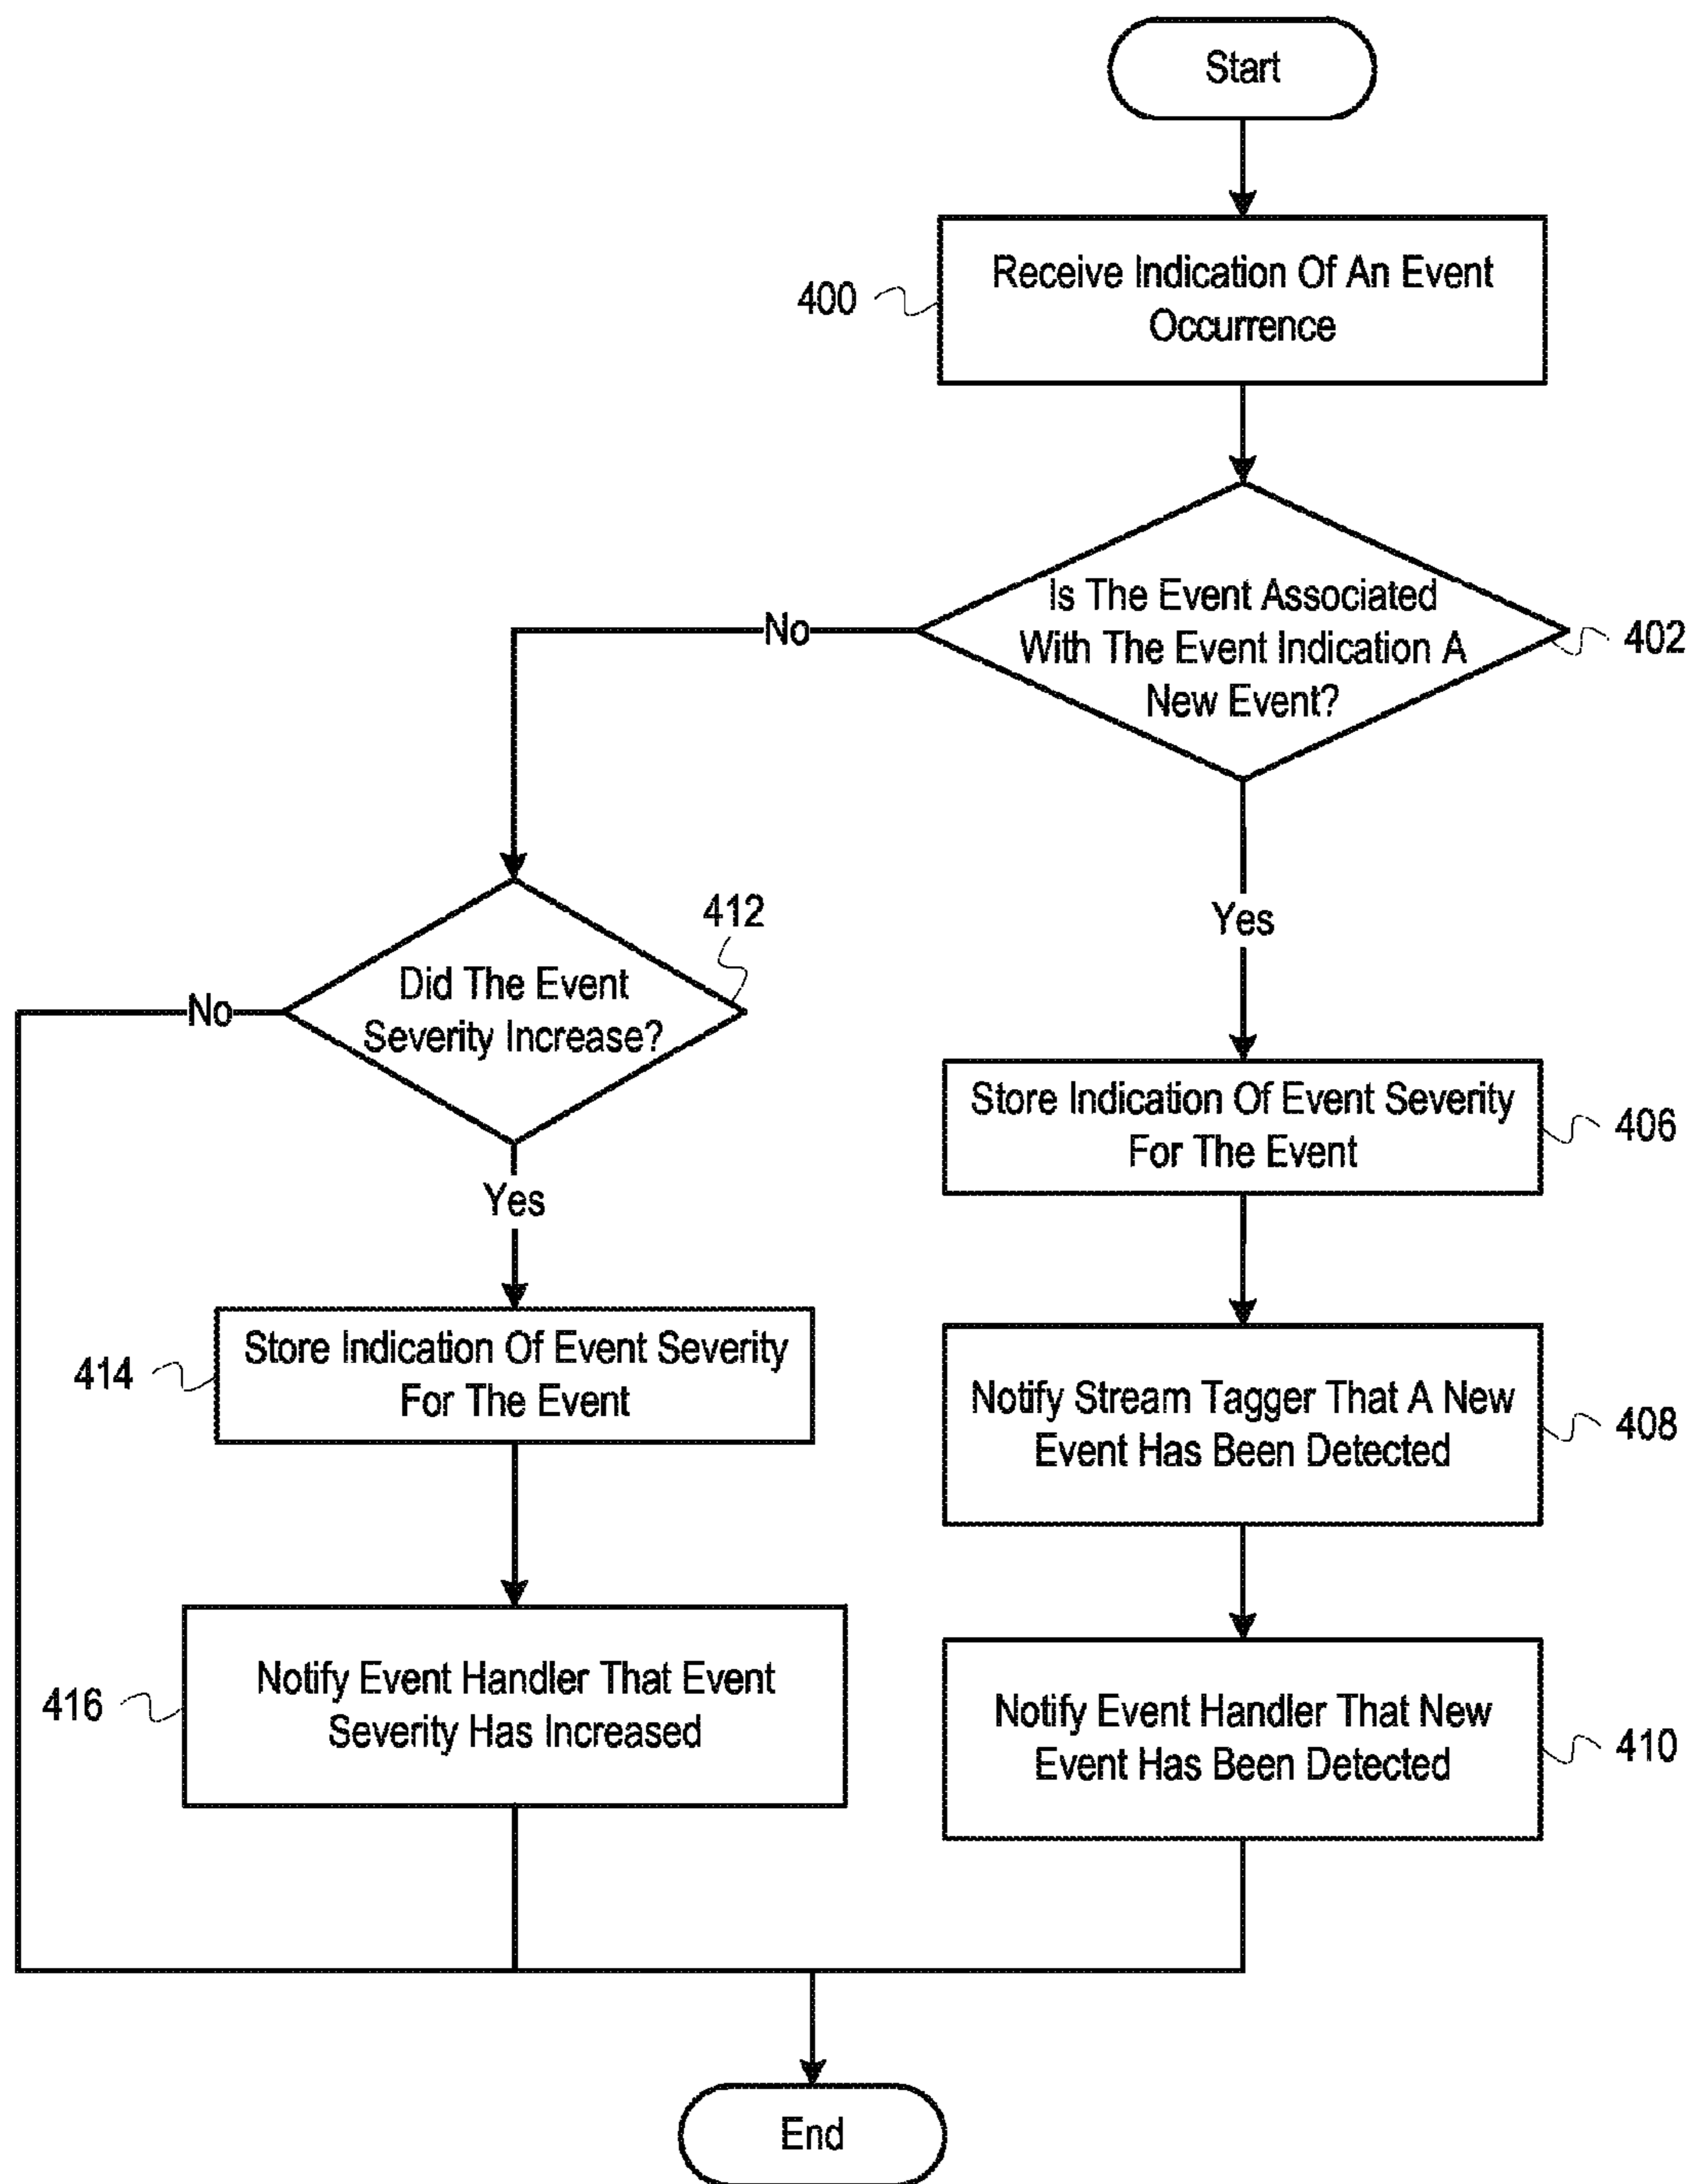 Start
400
Receive Indication Of An Event
Occurrence
Is The Event Associated
With The Event Indication A
New Event?
402
No
Yes
412
Did The Event
Severity Increase?
No
Yes
Store Indication Of Event Severity
For The Event
406
414
Store Indication Of Event Severity
For The Event
Notify Stream Tagger That A New
Event Has Been Detected
408
416
Notify Event Handler That Event
Severity Has Increased
Notify Event Handler That New
Event Has Been Detected
410
End